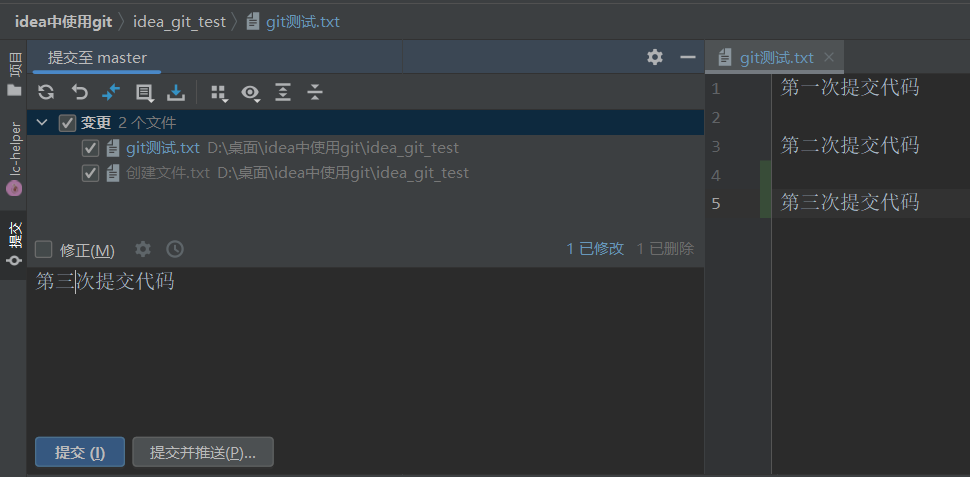 idea中使用git 〉 idea_git_test 〉 git测试.txt
项目
lc-helper
提交
提交至 master
变更 2 个文件
git测试.txt D:\桌面\idea中使用git\idea_git_test
创建文件.txt D:\桌面\idea中使用git\idea_git_test
修正(M)
1 已修改 1 已删除
第三次提交代码
提交 (I)
提交并推送(P)...
git测试.txt
1 第一次提交代码
2
3 第二次提交代码
4
5 第三次提交代码